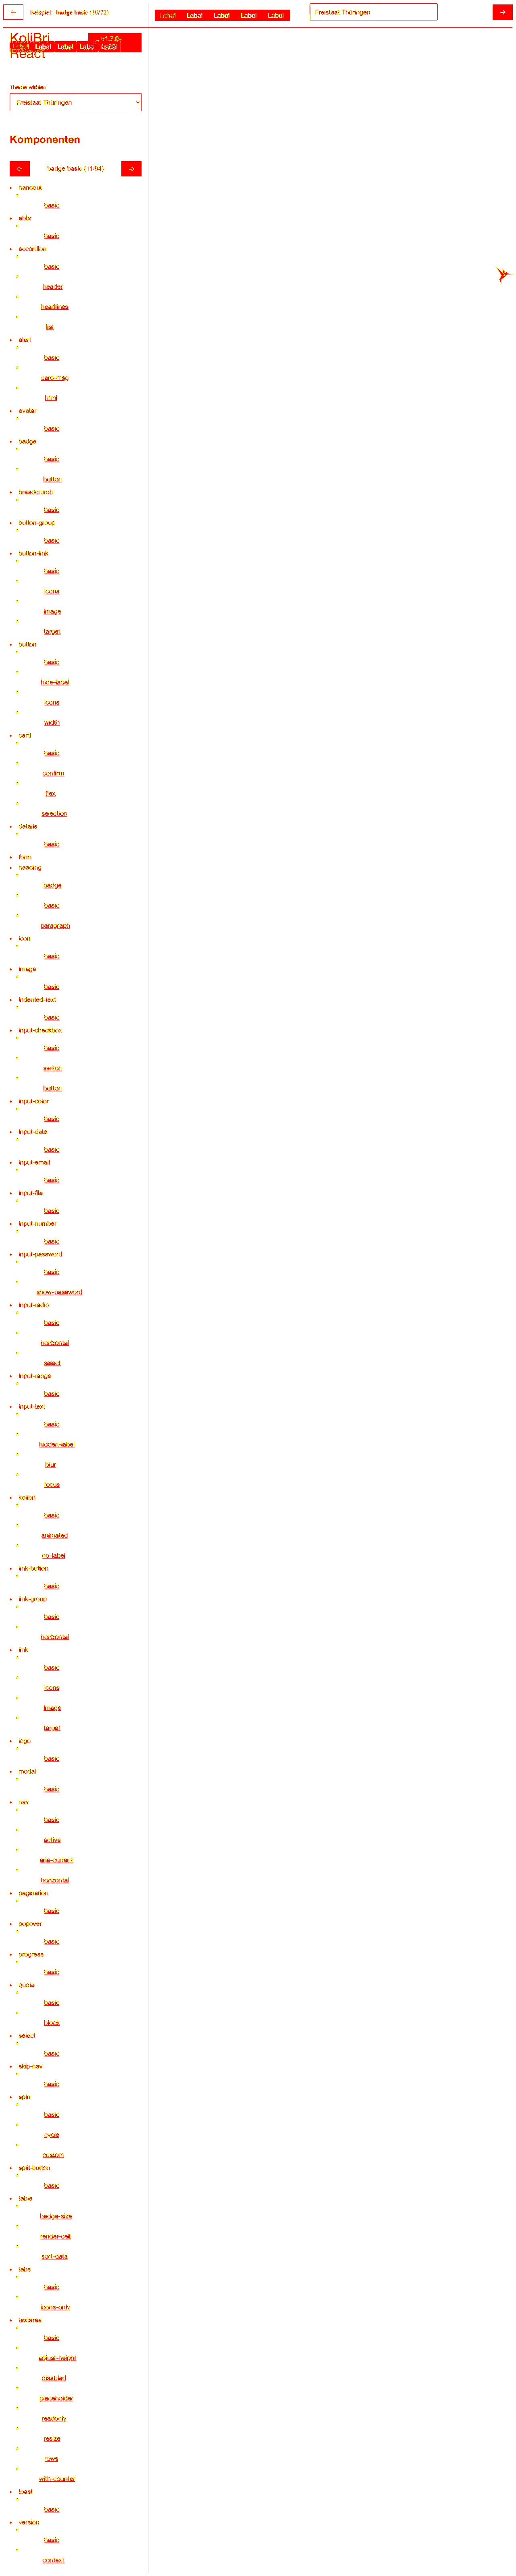 ← Beispiel: badge basic (10/72)
Label Label Label Label Label
Freistaat Thüringen
→
KoliBri
v1.7.0-
Label Label Label Label Label
React
Theme wählen
Freistaat Thüringen
Komponenten
← badge basic (11/94) →
handout
basic
abbr
basic
accordion
basic
header
headlines
list
alert
basic
card-msg
html
avatar
basic
badge
basic
button
breadcrumb
basic
button-group
basic
button-link
basic
icons
image
target
button
basic
hide-label
icons
width
card
basic
confirm
flex
selection
details
basic
form
heading
badge
basic
paragraph
icon
basic
image
basic
indented-text
basic
input-checkbox
basic
switch
button
input-color
basic
input-date
basic
input-email
basic
input-file
basic
input-number
basic
input-password
basic
show-password
input-radio
basic
horizontal
select
input-range
basic
input-text
basic
hidden-label
blur
focus
kolibri
basic
animated
no-label
link-button
basic
link-group
basic
horizontal
link
basic
icons
image
target
logo
basic
modal
basic
nav
basic
active
aria-current
horizontal
pagination
basic
popover
basic
progress
basic
quote
basic
block
select
basic
skip-nav
basic
spin
basic
cycle
custom
split-button
basic
table
badge-size
render-cell
sort-data
tabs
basic
icons-only
textarea
basic
adjust-height
disabled
placeholder
readonly
resize
rows
with-counter
toast
basic
version
basic
context